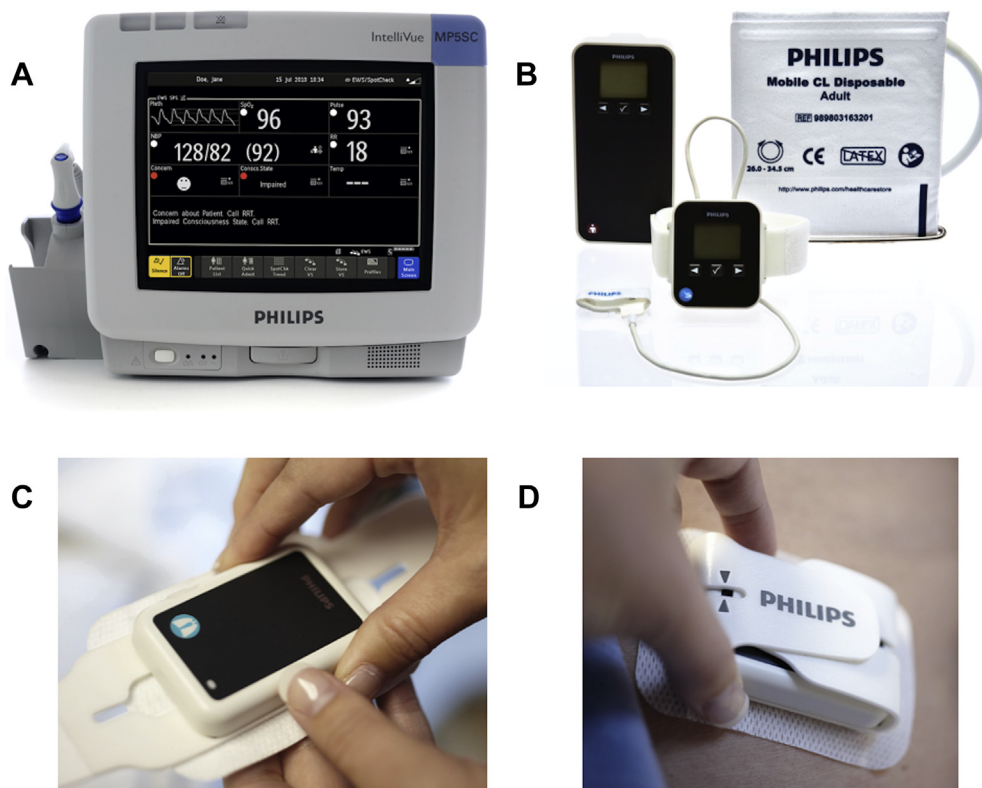 A
IntelliVue MP5SC
Doe, Jane 15 Jul 2010 18:34 EWS/SpotCheck
EWS SPS
Pleth SpO₂ 96 Pulse 93
NBP 128/82 (92) RR 18
Concern Consc.State Impaired Temp ---
Concern about Patient Call RRT.
Impaired Consciousness State. Call RRT.
EWS
Silence Alarms Off Patient List Quick Admit SpotChk Trend Clear VS Store VS Profiles Main Screen
PHILIPS
B
PHILIPS
Mobile CL Disposable
Adult
REF 989803163201
26.0 - 34.5 cm CE LATEX
http://www.philips.com/healthcarestore
PHILIPS
PHILIPS
C
PHILIPS
D
PHILIPS